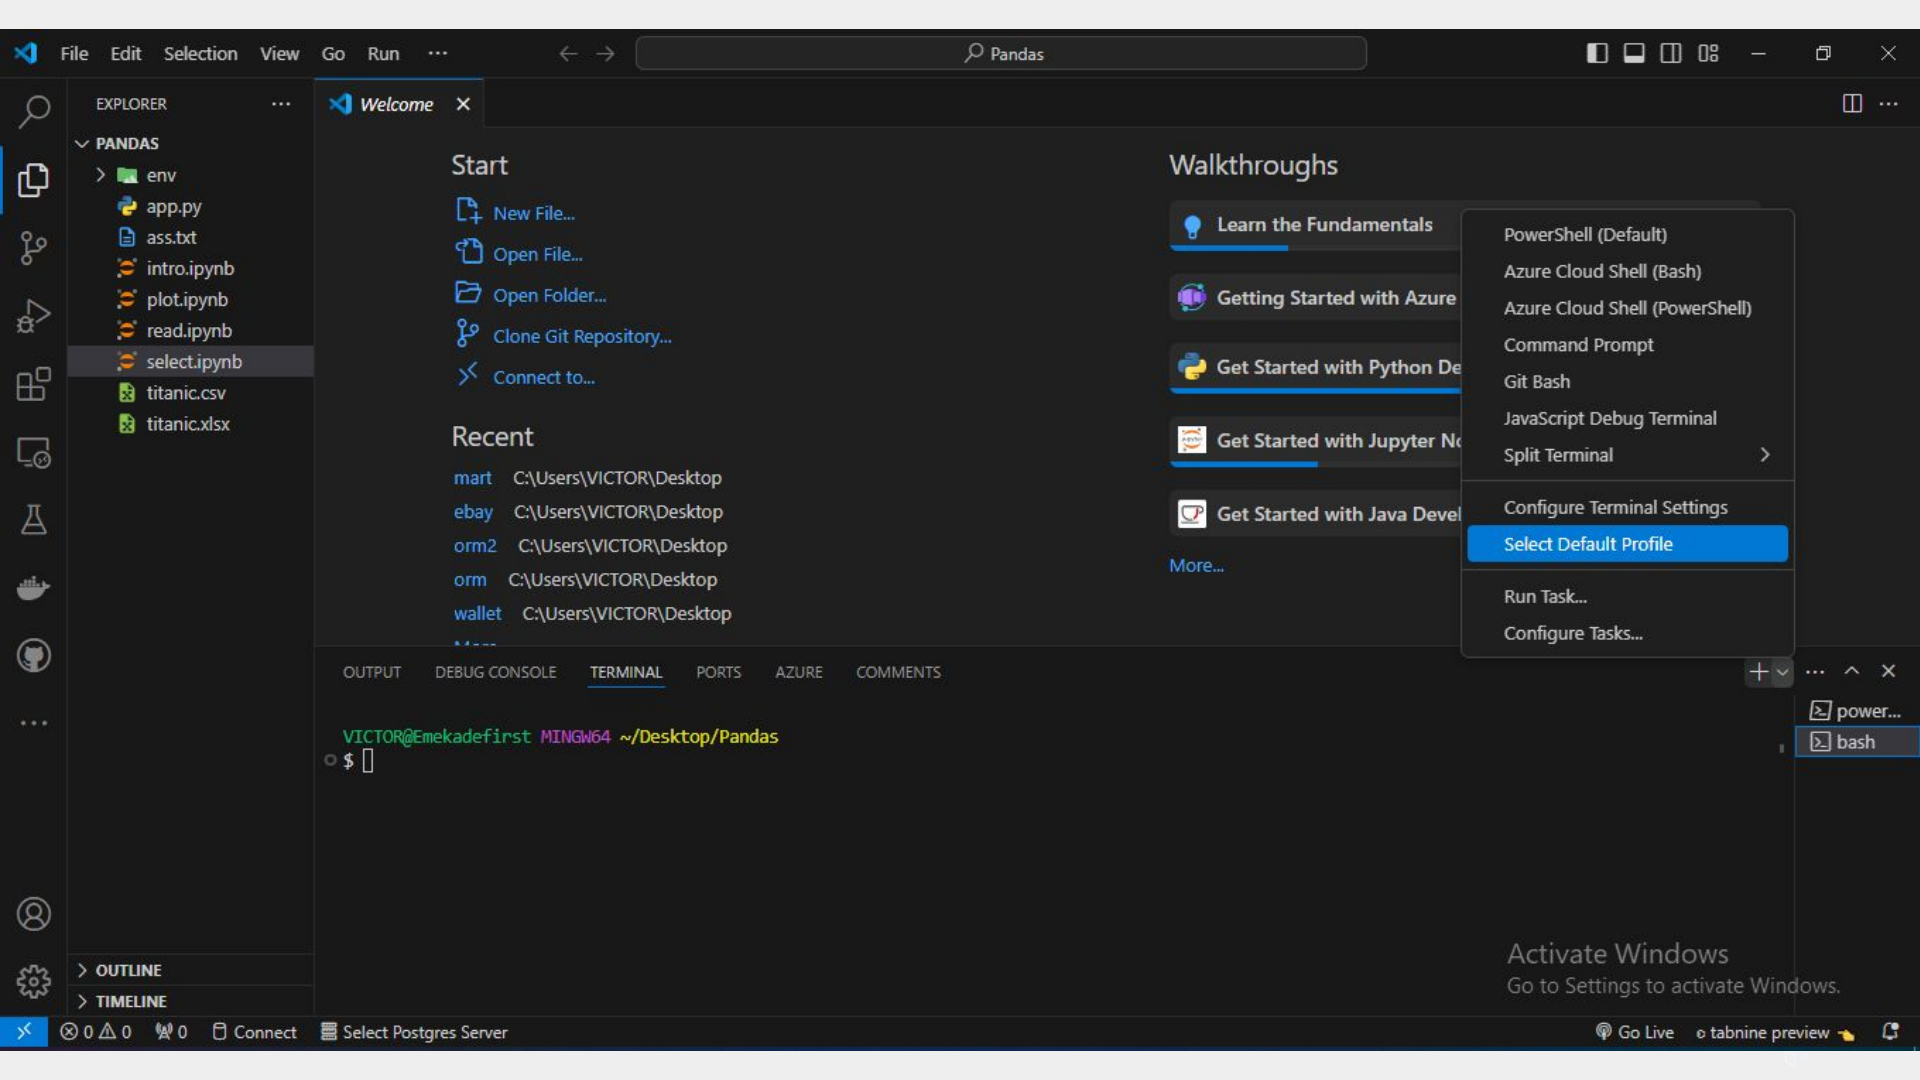 File Edit Selection View Go Run ···
Pandas
EXPLORER ···
PANDAS
env
app.py
ass.txt
intro.ipynb
plot.ipynb
read.ipynb
select.ipynb
titanic.csv
titanic.xlsx
OUTLINE
TIMELINE
Welcome
Start
New File...
Open File...
Open Folder...
Clone Git Repository...
Connect to...
Recent
mart C:\Users\VICTOR\Desktop
ebay C:\Users\VICTOR\Desktop
orm2 C:\Users\VICTOR\Desktop
orm C:\Users\VICTOR\Desktop
wallet C:\Users\VICTOR\Desktop
Walkthroughs
Learn the Fundamentals
Getting Started with Azure
Get Started with Python De
Get Started with Jupyter No
Get Started with Java Devel
More...
PowerShell (Default)
Azure Cloud Shell (Bash)
Azure Cloud Shell (PowerShell)
Command Prompt
Git Bash
JavaScript Debug Terminal
Split Terminal
Configure Terminal Settings
Select Default Profile
Run Task...
Configure Tasks...
OUTPUT DEBUG CONSOLE TERMINAL PORTS AZURE COMMENTS
VICTOR@Emekadefirst MINGW64 ~/Desktop/Pandas
$
power...
bash
Activate Windows
Go to Settings to activate Windows.
0 0 0 Connect Select Postgres Server
Go Live tabnine preview